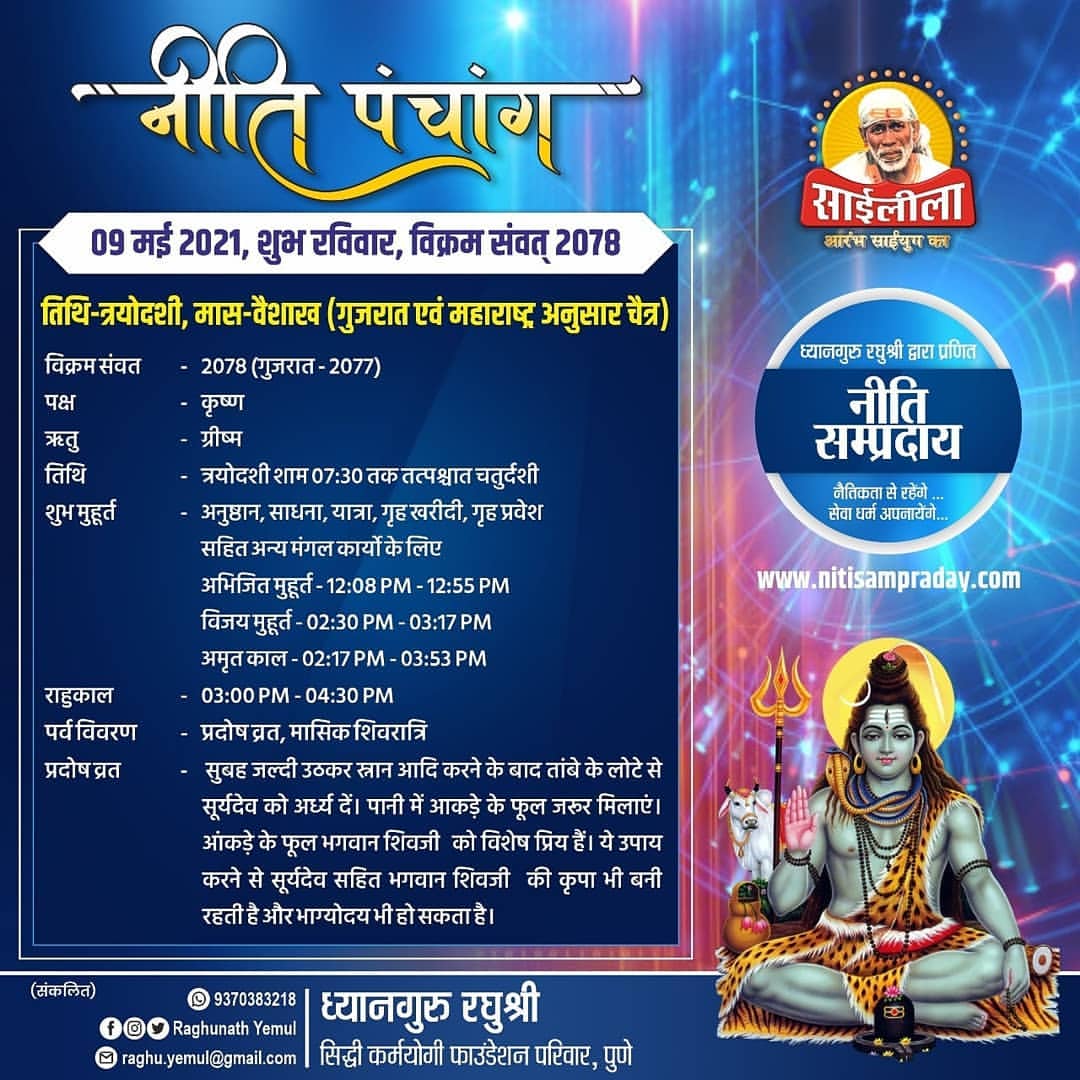 नीति पंचांग
साईलीला
आरंभ साईयुग का
09 मई 2021, शुभ रविवार, विक्रम संवत् 2078
तिथि-त्रयोदशी, मास-वैशाख (गुजरात एवं महाराष्ट्र अनुसार चैत्र)
विक्रम संवत - 2078 (गुजरात - 2077)
पक्ष - कृष्ण
ऋतु - ग्रीष्म
तिथि - त्रयोदशी शाम 07:30 तक तत्पश्चात चतुर्दशी
शुभ मुहूर्त - अनुष्ठान, साधना, यात्रा, गृह खरीदी, गृह प्रवेश
सहित अन्य मंगल कार्यो के लिए
अभिजित मुहूर्त - 12:08 PM - 12:55 PM
विजय मुहूर्त - 02:30 PM - 03:17 PM
अमृत काल - 02:17 PM - 03:53 PM
राहुकाल - 03:00 PM - 04:30 PM
पर्व विवरण - प्रदोष व्रत, मासिक शिवरात्रि
प्रदोष व्रत - सुबह जल्दी उठकर स्नान आदि करने के बाद तांबे के लोटे से
सूर्यदेव को अर्ध्य दें। पानी में आकड़े के फूल जरूर मिलाएं।
आंकड़े के फूल भगवान शिवजी को विशेष प्रिय हैं। ये उपाय
करने से सूर्यदेव सहित भगवान शिवजी की कृपा भी बनी
रहती है और भाग्योदय भी हो सकता है।
ध्यानगुरु रघुश्री द्वारा प्रणित
नीति
सम्प्रदाय
नैतिकता से रहेंगे ...
सेवा धर्म अपनायेंगे...
www.nitisampraday.com
(संकलित)
9370383218
Raghunath Yemul
raghu.yemul@gmail.com
ध्यानगुरु रघुश्री
सिद्धी कर्मयोगी फाउंडेशन परिवार, पुणे